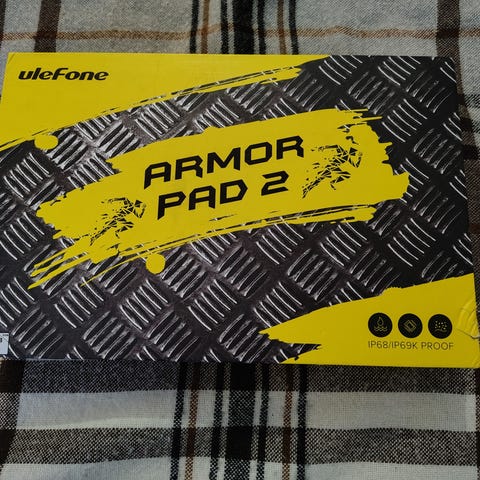 uleFone
ARMOR
PAD 2
IP68/IP69K PROOF